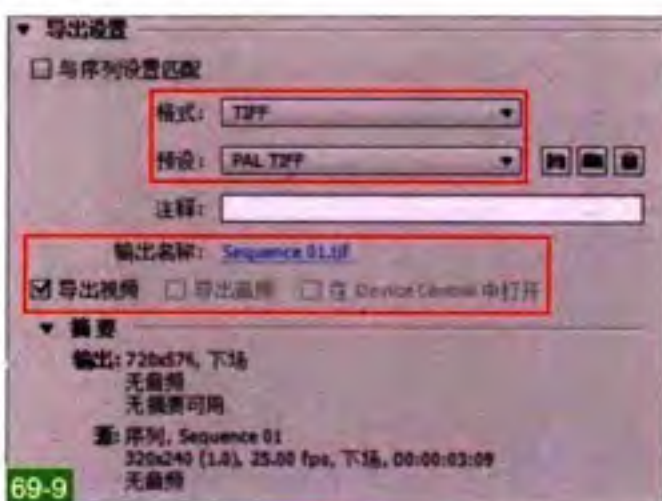 导出设置
与序列设置匹配
格式: TIFF
预设: PAL TIFF
注释:
输出名称: Sequence 01.tif
导出视频 导出音频 在 Device Central 中打开
摘要
输出: 720x576, 下场
无音频
无摘要可用
源: 序列, Sequence 01
320x240 (1.0), 25.00 fps, 下场, 00:00:03:09
无音频
69-9